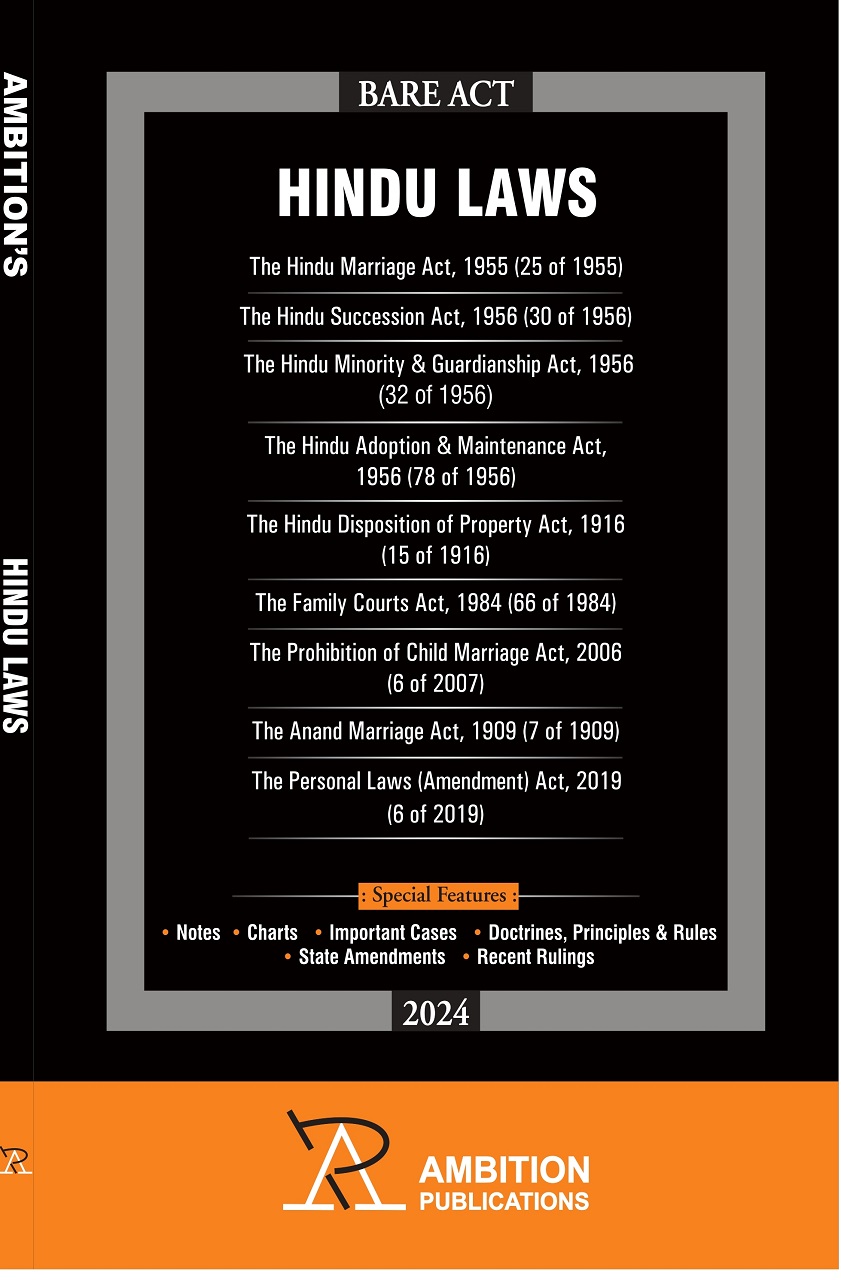 AMBITION'S
HINDU LAWS
BARE ACT
HINDU LAWS
The Hindu Marriage Act, 1955 (25 of 1955)
The Hindu Succession Act, 1956 (30 of 1956)
The Hindu Minority & Guardianship Act, 1956
(32 of 1956)
The Hindu Adoption & Maintenance Act,
1956 (78 of 1956)
The Hindu Disposition of Property Act, 1916
(15 of 1916)
The Family Courts Act, 1984 (66 of 1984)
The Prohibition of Child Marriage Act, 2006
(6 of 2007)
The Anand Marriage Act, 1909 (7 of 1909)
The Personal Laws (Amendment) Act, 2019
(6 of 2019)
: Special Features :
• Notes • Charts • Important Cases • Doctrines, Principles & Rules
• State Amendments • Recent Rulings
2024
AMBITION
PUBLICATIONS